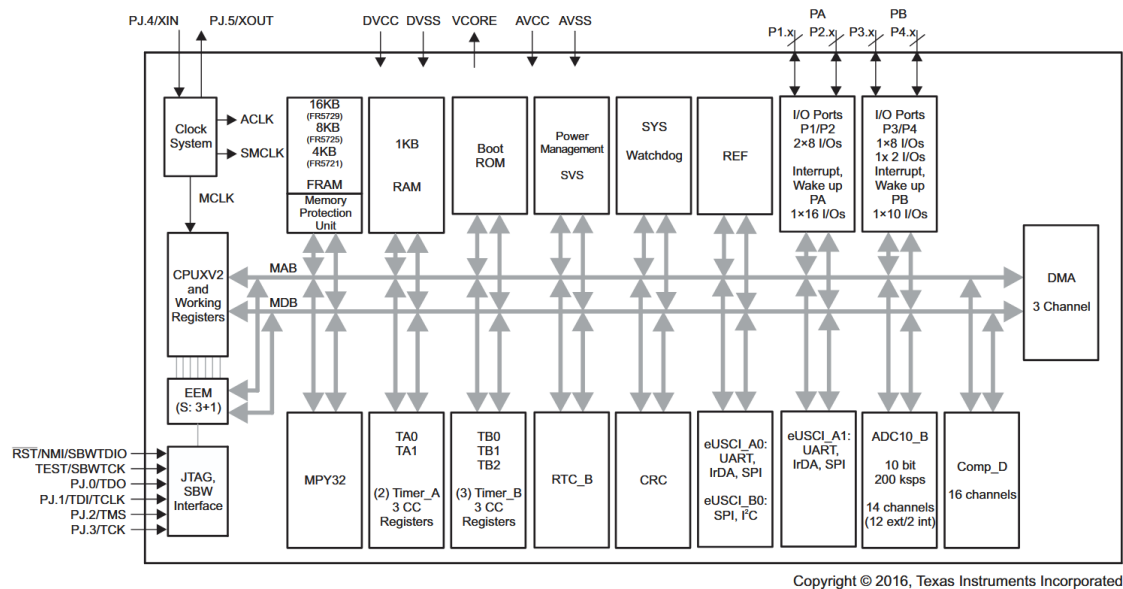 PJ.4/XIN
PJ.5/XOUT
DVCC
DVSS
VCORE
AVCC
AVSS
PA
PB
P1.x
P2.x
P3.x
P4.x
Clock
System
ACLK
SMCLK
MCLK
16KB
(FR5729)
8KB
(FR5725)
4KB
(FR5721)
FRAM
Memory
Protection
Unit
1KB
RAM
Boot
ROM
Power
Management
SVS
SYS
Watchdog
REF
I/O Ports
P1/P2
2×8 I/Os
Interrupt,
Wake up
PA
1×16 I/Os
I/O Ports
P3/P4
1×8 I/Os
1x 2 I/Os
Interrupt,
Wake up
PB
1×10 I/Os
CPUXV2
and
Working
Registers
MAB
MDB
DMA
3 Channel
EEM
(S: 3+1)
RST/NMI/SBWTDIO
TEST/SBWTCK
PJ.0/TDO
PJ.1/TDI/TCLK
PJ.2/TMS
PJ.3/TCK
JTAG,
SBW
Interface
MPY32
TA0
TA1
(2) Timer_A
3 CC
Registers
TB0
TB1
TB2
(3) Timer_B
3 CC
Registers
RTC_B
CRC
eUSCI_A0:
UART,
IrDA, SPI
eUSCI_B0:
SPI, I²C
eUSCI_A1:
UART,
IrDA, SPI
ADC10_B
10 bit
200 ksps
14 channels
(12 ext/2 int)
Comp_D
16 channels
Copyright © 2016, Texas Instruments Incorporated